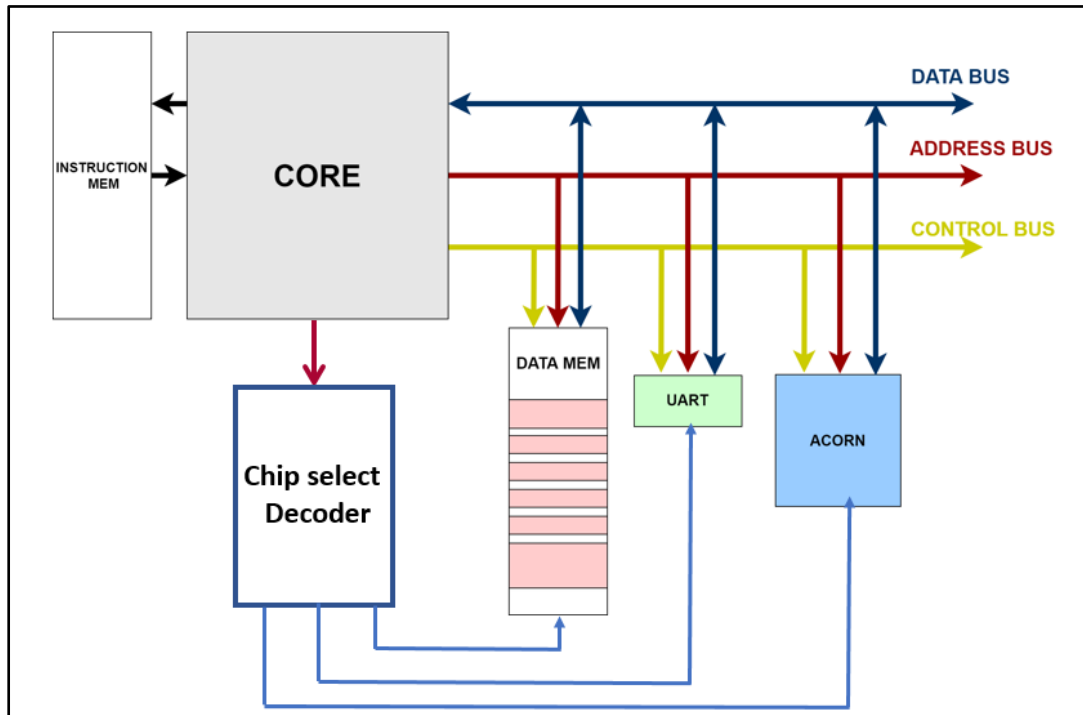 INSTRUCTION
MEM
CORE
DATA BUS
ADDRESS BUS
CONTROL BUS
DATA MEM
UART
ACORN
Chip select
Decoder